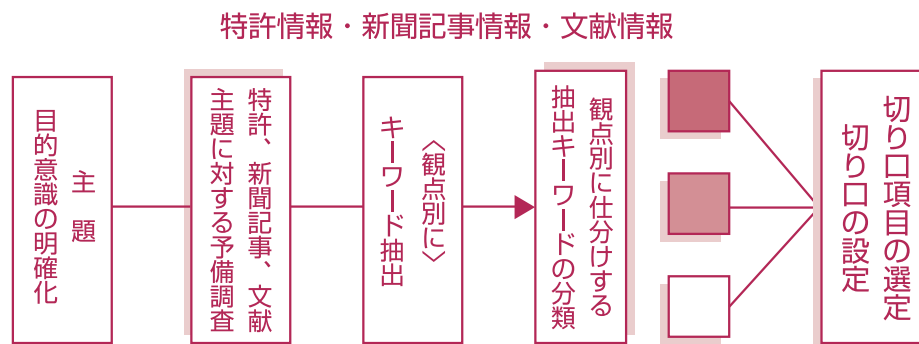 特許情報・新聞記事情報・文献情報
主　題
目的意識の明確化
特許、新聞記事、文献
主題に対する予備調査
〈観点別に〉
キーワード抽出
観点別に仕分けする
抽出キーワードの分類
切り口項目の選定
切り口の設定